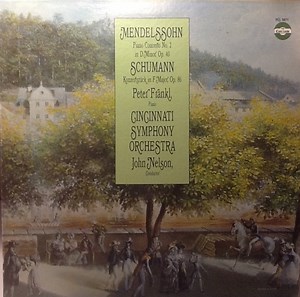 MENDELSSOHN
Piano Concerto No. 2
in D Minor, Op. 40
SCHUMANN
Konzertstück in F Major, Op. 86
Peter Frankl,
Piano
CINCINNATI
SYMPHONY
ORCHESTRA
John Nelson,
Conductor